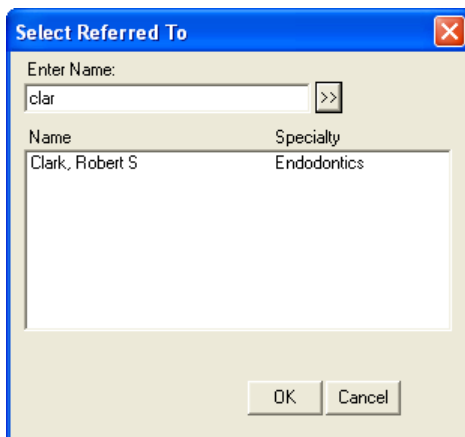 Select Referred To
Enter Name:
clar >>
Name Specialty
Clark, Robert S Endodontics
OK Cancel